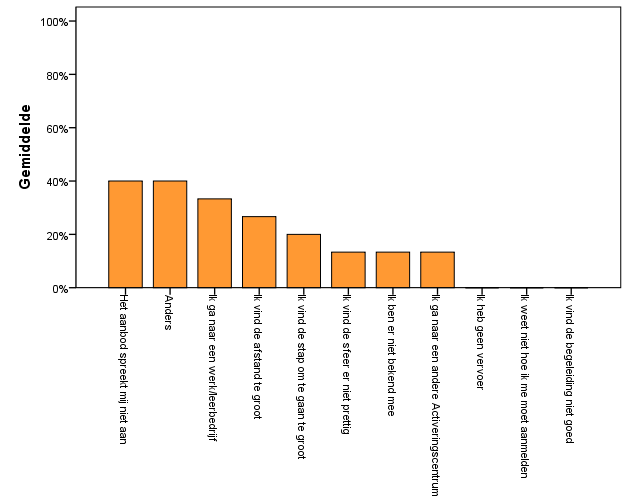 100%
80%
60%
40%
20%
0%
Gemiddelde
Het aanbod spreekt mij niet aan
Anders
Ik ga naar een werk/leerbedrijf
Ik vind de afstand te groot
Ik vind de stap om te gaan te groot
Ik vind de sfeer er niet prettig
Ik ben er niet bekend mee
Ik ga naar een andere Activeringscentrum
Ik heb geen vervoer
Ik weet niet hoe ik me moet aanmelden
Ik vind de begeleiding niet goed